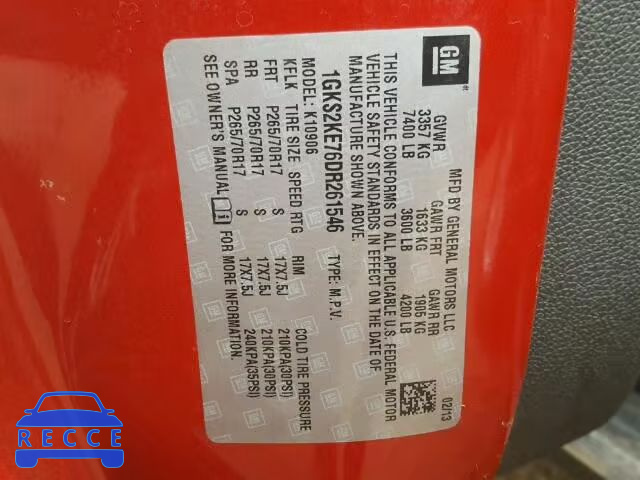 GM
MFD BY GENERAL MOTORS LLC
02/13
GVWR GAWR FRT GAWR RR
3357 KG 1633 KG 1905 KG
7400 LB 3600 LB 4200 LB
THIS VEHICLE CONFORMS TO ALL APPLICABLE U.S. FEDERAL MOTOR
VEHICLE SAFETY STANDARDS IN EFFECT ON THE DATE OF
MANUFACTURE SHOWN ABOVE.
1GKS2KE76DR261546 TYPE: M.P.V.
MODEL: K10906
KFLK TIRE SIZE SPEED RTG RIM COLD TIRE PRESSURE
FRT P265/70R17 S 17X7.5J 210KPA(30PSI)
RR P265/70R17 S 17X7.5J 210KPA(30PSI)
SPA P265/70R17 S 17X7.5J 240KPA(35PSI)
SEE OWNER'S MANUAL i FOR MORE INFORMATION.
RECCE